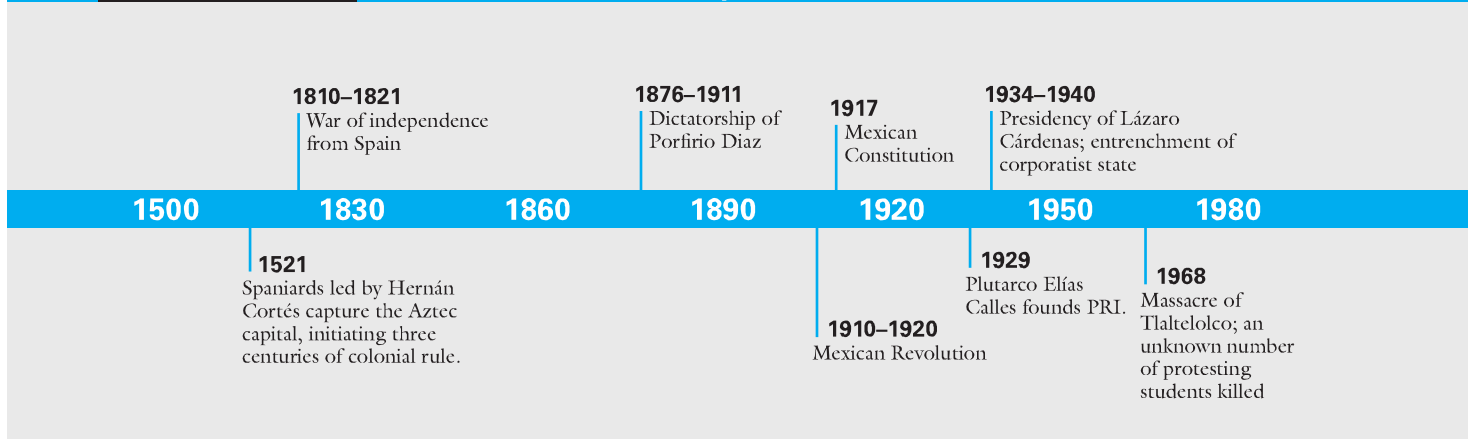 1810–1821
War of independence
from Spain
1876–1911
Dictatorship of
Porfirio Diaz
1917
Mexican
Constitution
1934–1940
Presidency of Lázaro
Cárdenas; entrenchment of
corporatist state
1500 1830 1860 1890 1920 1950 1980
1521
Spaniards led by Hernán
Cortés capture the Aztec
capital, initiating three
centuries of colonial rule.
1910–1920
Mexican Revolution
1929
Plutarco Elías
Calles founds PRI.
1968
Massacre of
Tlaltelolco; an
unknown number
of protesting
students killed